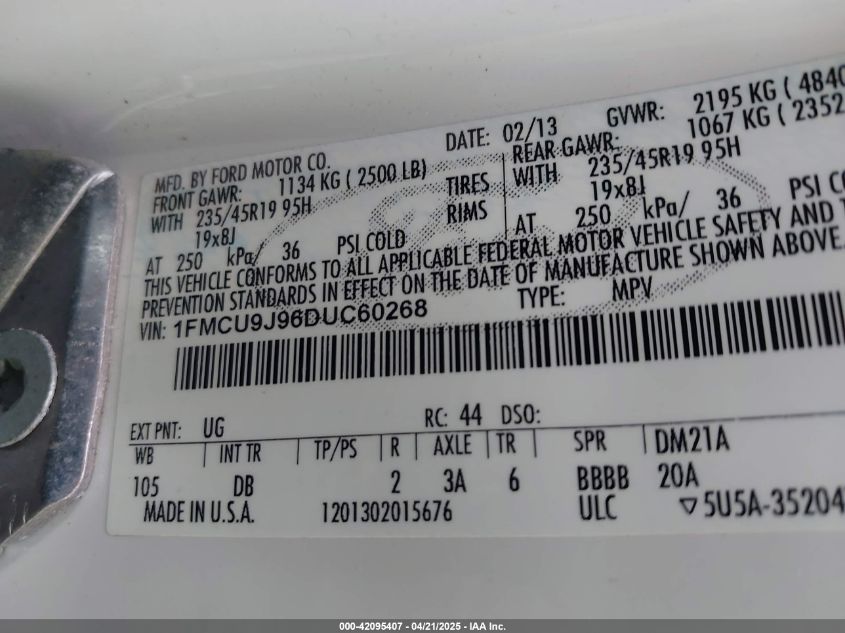 MFD. BY FORD MOTOR CO.
DATE: 02/13
GVWR: 2195 KG ( 4840
FRONT GAWR: 1134 KG ( 2500 LB)
REAR GAWR: 1067 KG ( 2352
WITH 235/45R19 95H TIRES
WITH 235/45R19 95H
19x8J RIMS
19x8J
AT 250 kPa/ 36 PSI COLD
AT 250 kPa/ 36 PSI CO
THIS VEHICLE CONFORMS TO ALL APPLICABLE FEDERAL MOTOR VEHICLE SAFETY AND
PREVENTION STANDARDS IN EFFECT ON THE DATE OF MANUFACTURE SHOWN ABOVE.
VIN: 1FMCU9J96DUC60268
TYPE: MPV
EXT PNT: UG RC: 44 DSO:
WB INT TR TP/PS R AXLE TR SPR DM21A
105 DB 2 3A 6 BBBB 20A
MADE IN U.S.A. 1201302015676 ULC ▽5U5A-35204
000-42095407 - 04/21/2025 - IAA Inc.